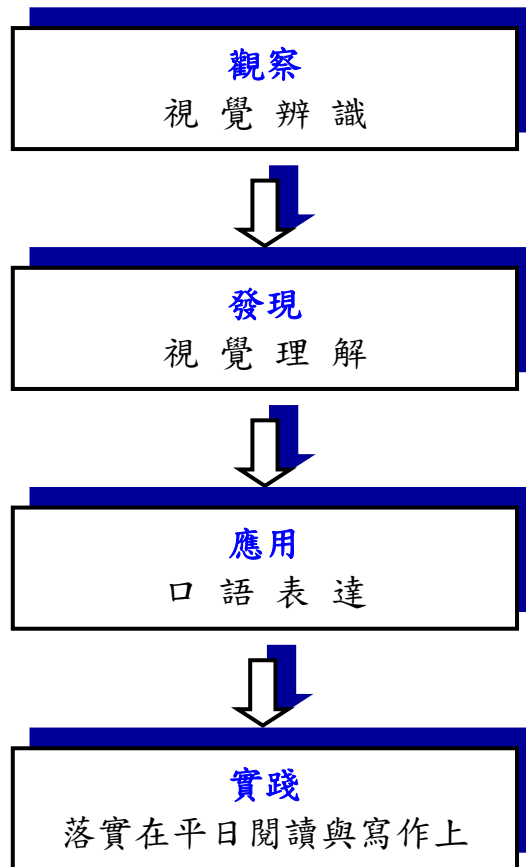 觀察
視覺辨識
發現
視覺理解
應用
口語表達
實踐
落實在平日閱讀與寫作上